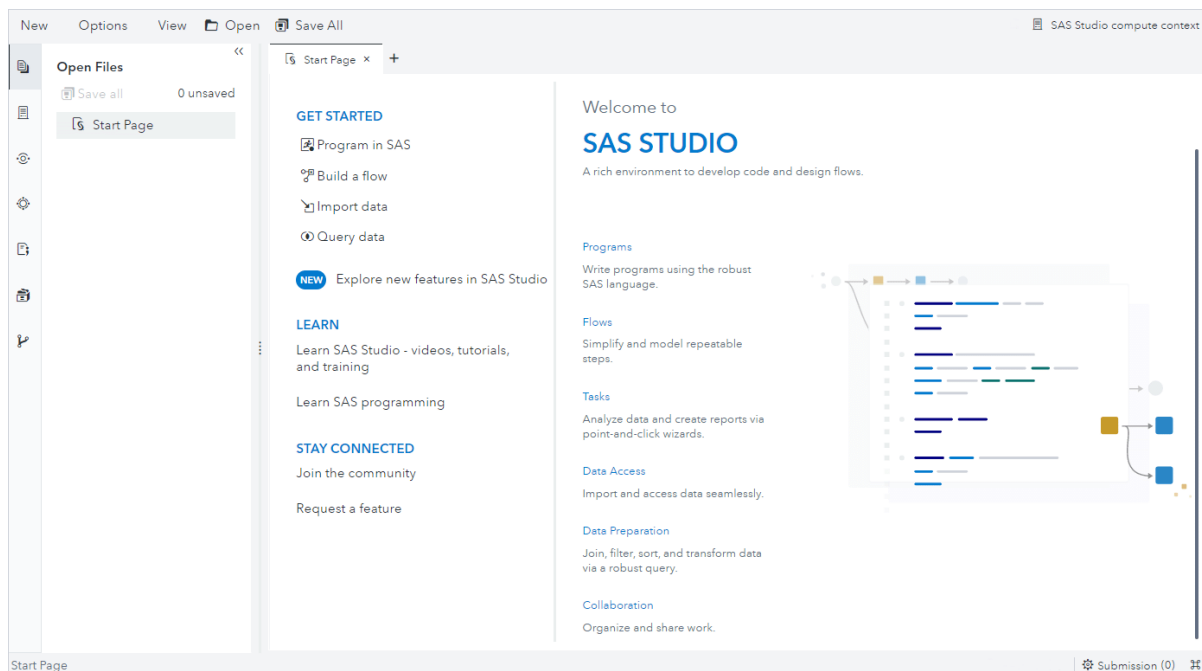 New Options View Open Save All
SAS Studio compute context
Open Files
Save all 0 unsaved
Start Page
Start Page
GET STARTED
Program in SAS
Build a flow
Import data
Query data
NEW Explore new features in SAS Studio
LEARN
Learn SAS Studio - videos, tutorials,
and training
Learn SAS programming
STAY CONNECTED
Join the community
Request a feature
Welcome to
SAS STUDIO
A rich environment to develop code and design flows.
Programs
Write programs using the robust
SAS language.
Flows
Simplify and model repeatable
steps.
Tasks
Analyze data and create reports via
point-and-click wizards.
Data Access
Import and access data seamlessly.
Data Preparation
Join, filter, sort, and transform data
via a robust query.
Collaboration
Organize and share work.
Start Page
Submission (0)